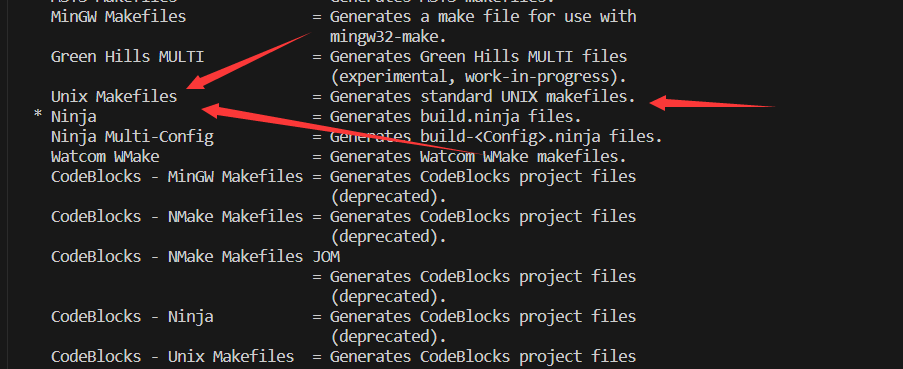 MinGW Makefiles = Generates a make file for use with
mingw32-make.
Green Hills MULTI = Generates Green Hills MULTI files
(experimental, work-in-progress).
Unix Makefiles = Generates standard UNIX makefiles.
* Ninja = Generates build.ninja files.
Ninja Multi-Config = Generates build-<Config>.ninja files.
Watcom WMake = Generates Watcom WMake makefiles.
CodeBlocks - MinGW Makefiles = Generates CodeBlocks project files
(deprecated).
CodeBlocks - NMake Makefiles = Generates CodeBlocks project files
(deprecated).
CodeBlocks - NMake Makefiles JOM
= Generates CodeBlocks project files
(deprecated).
CodeBlocks - Ninja = Generates CodeBlocks project files
(deprecated).
CodeBlocks - Unix Makefiles = Generates CodeBlocks project files